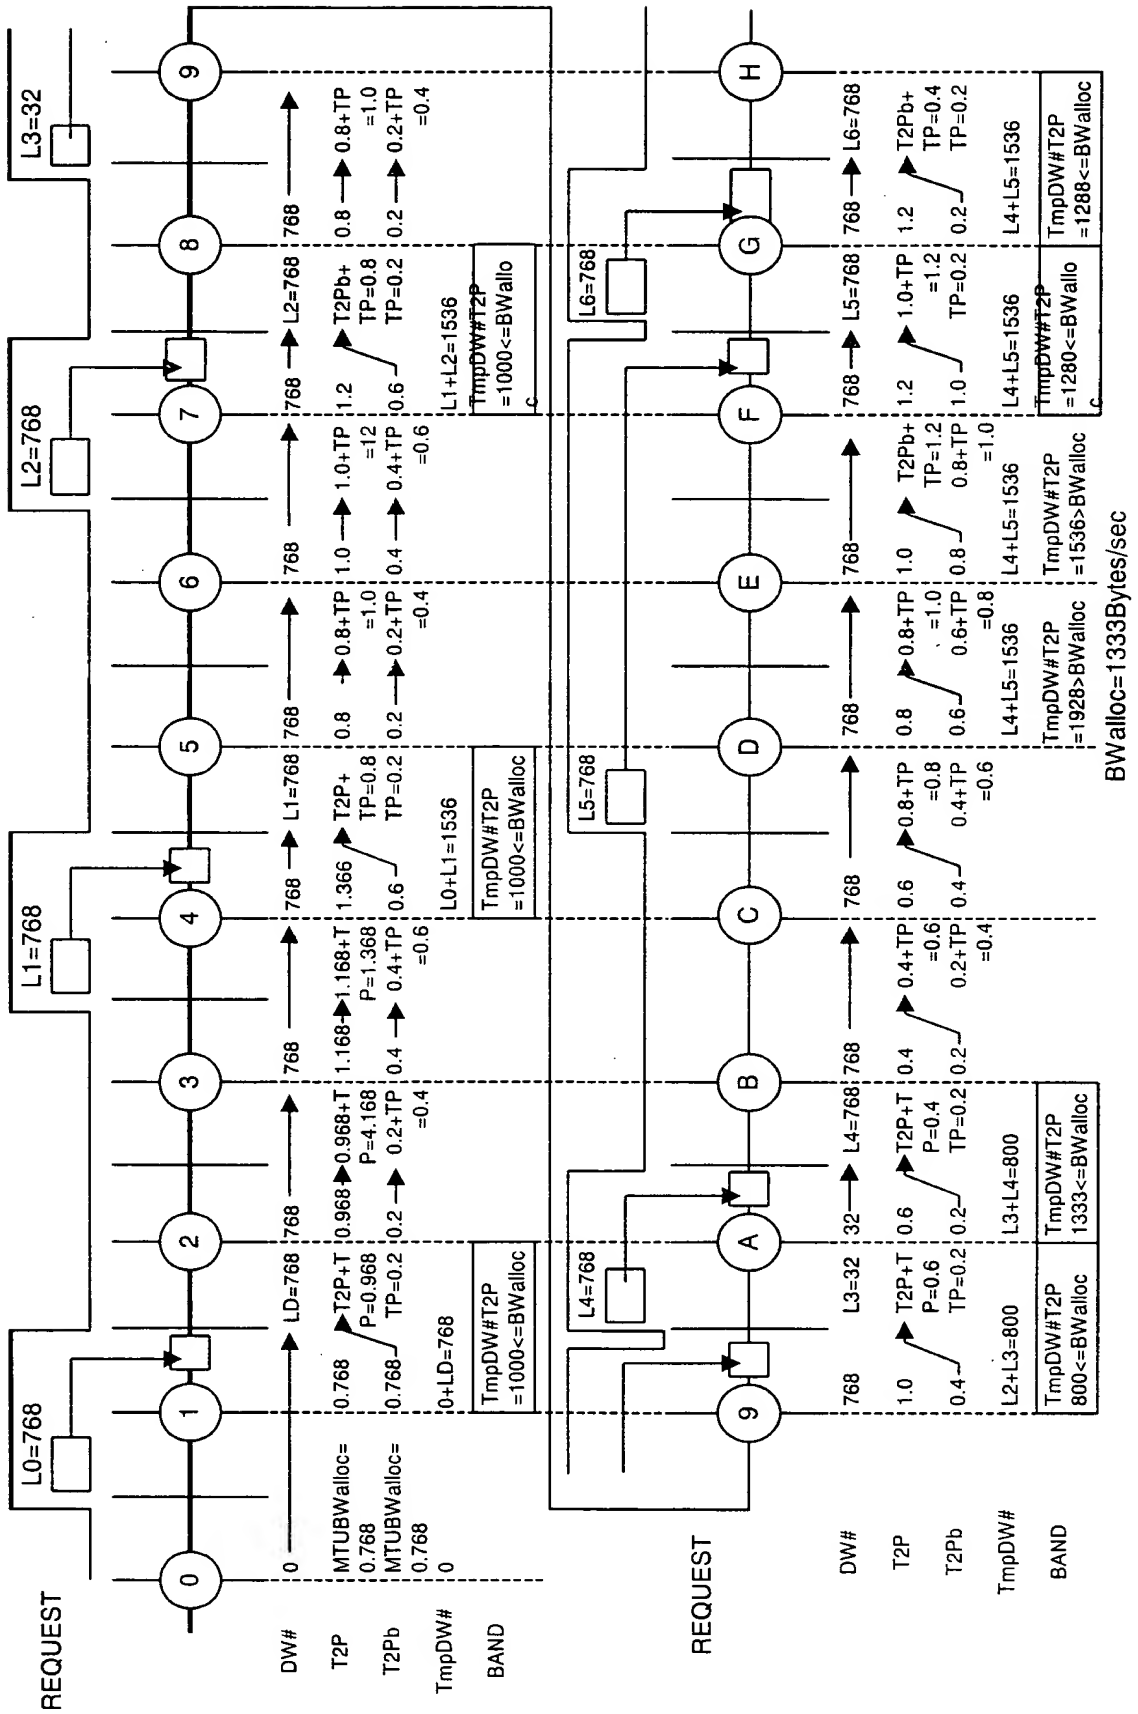 REQUEST
L0=768
L1=768
L2=768
L3=32
0 1 2 3 4 5 6 7 8 9
DW# 0 LD=768 768 768 768 L1=768 768 768 768 L2=768 768
T2P
MTUBWalloc=
0.768
0.768 T2P+T
P=0.968
0.968 0.968+T
P=4.168
1.168 1.168+T
P=1.368
1.366 T2P+
TP=0.8
0.8 0.8+TP
=1.0
1.0 1.0+TP
=12
1.2 T2Pb+
TP=0.8
0.8 0.8+TP
=1.0
T2Pb
MTUBWalloc=
0.768
0.768 TP=0.2
0.2 0.2+TP
=0.4
0.4 0.4+TP
=0.6
0.6 TP=0.2
0.2 0.2+TP
=0.4
0.4 0.4+TP
=0.6
0.6 TP=0.2
0.2 0.2+TP
=0.4
TmpDW# 0 0+LD=768 L0+L1=1536 L1+L2=1536
BAND
TmpDW#T2P
=1000<=BWalloc
TmpDW#T2P
=1000<=BWalloc
TmpDW#T2P
=1000<=BWallo
c
REQUEST
L4=768
L5=768
L6=768
9 A B C D E F G H
DW# 768 L3=32 32 L4=768 768 768 768 768 768 L5=768 768 L6=768
T2P
1.0 T2P+T
P=0.6
0.6 T2P+T
P=0.4
0.4 0.4+TP
=0.6
0.6 0.8+TP
=0.8
0.8 0.8+TP
=1.0
1.0 T2Pb+
TP=1.2
1.2 1.0+TP
=1.2
1.2 T2Pb+
TP=0.4
T2Pb
0.4 TP=0.2
0.2 TP=0.2
0.2 0.2+TP
=0.4
0.4 0.4+TP
=0.6
0.6 0.6+TP
=0.8
0.8 0.8+TP
=1.0
1.0 TP=0.2
0.2 TP=0.2
TmpDW# L2+L3=800 L3+L4=800 L4+L5=1536 L4+L5=1536 L4+L5=1536 L4+L5=1536
BAND
TmpDW#T2P
800<=BWalloc
TmpDW#T2P
1333<=BWalloc
TmpDW#T2P
=1928>BWalloc
TmpDW#T2P
=1536>BWalloc
TmpDW#T2P
=1280<=BWallo
c
TmpDW#T2P
=1288<=BWalloc
BWalloc=1333Bytes/sec